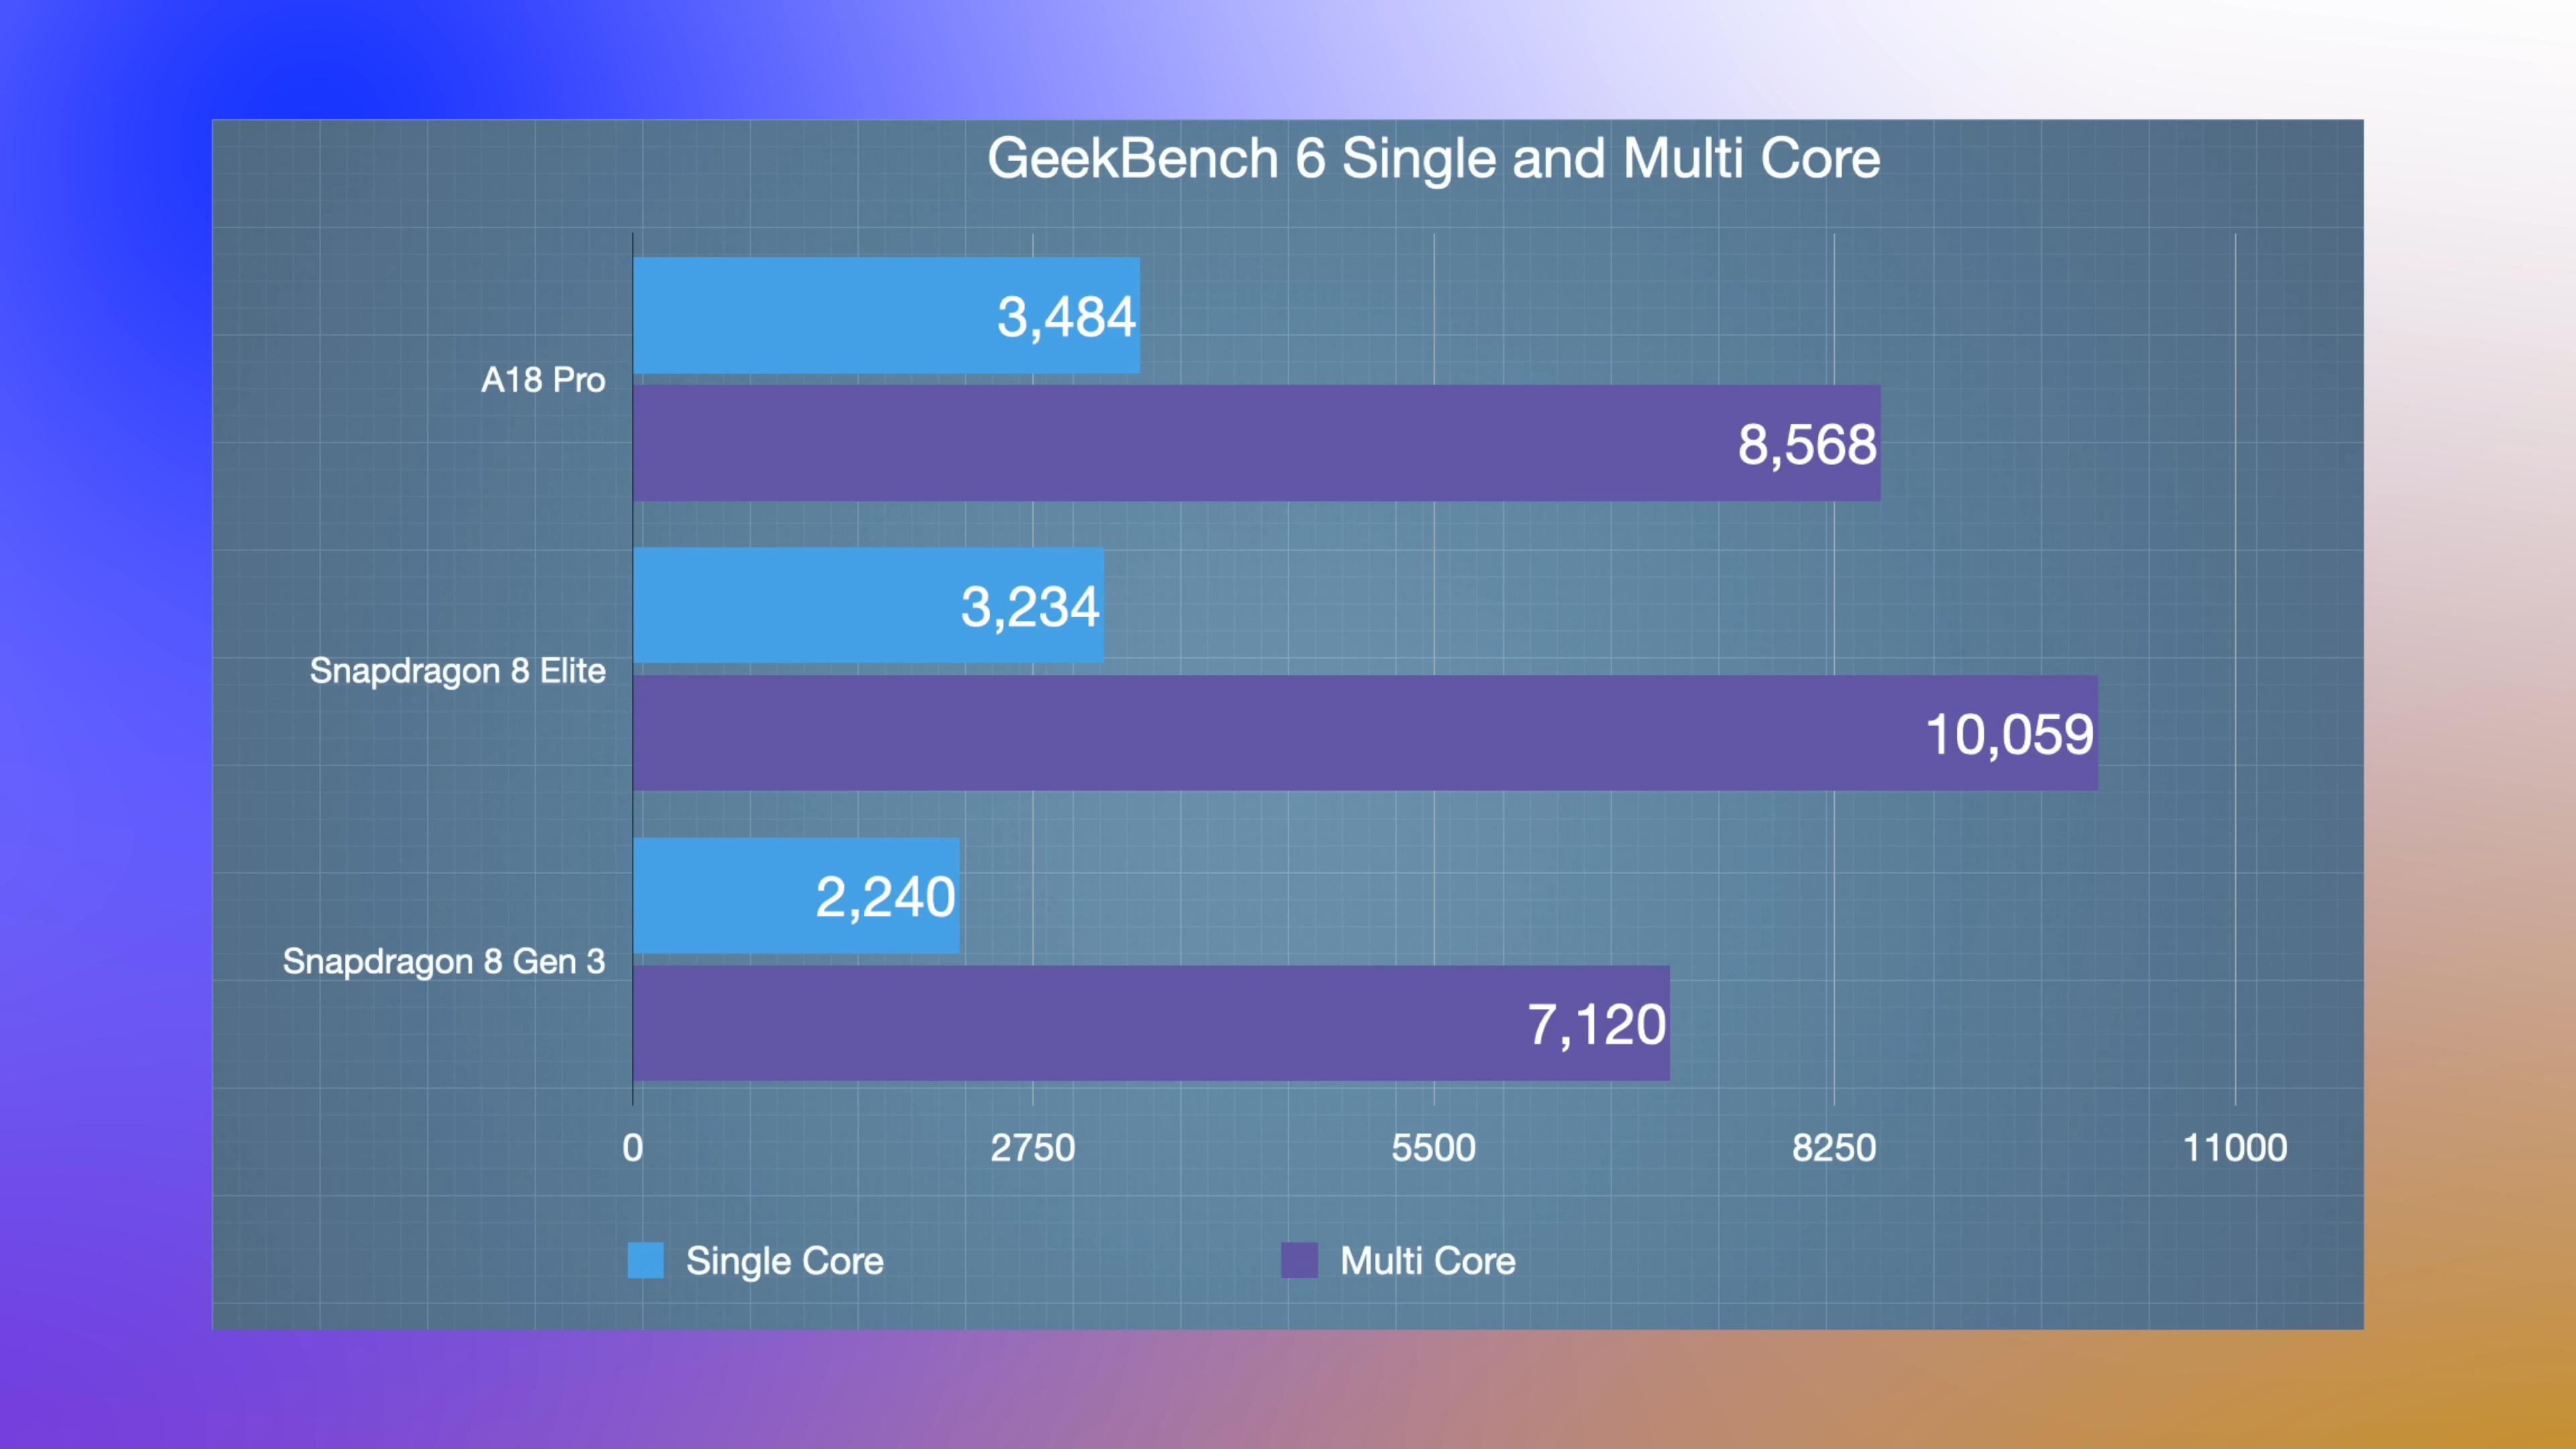 GeekBench 6 Single and Multi Core
3,484
A18 Pro
8,568
3,234
Snapdragon 8 Elite
10,059
2,240
Snapdragon 8 Gen 3
7,120
0 2750 5500 8250 11000
Single Core Multi Core